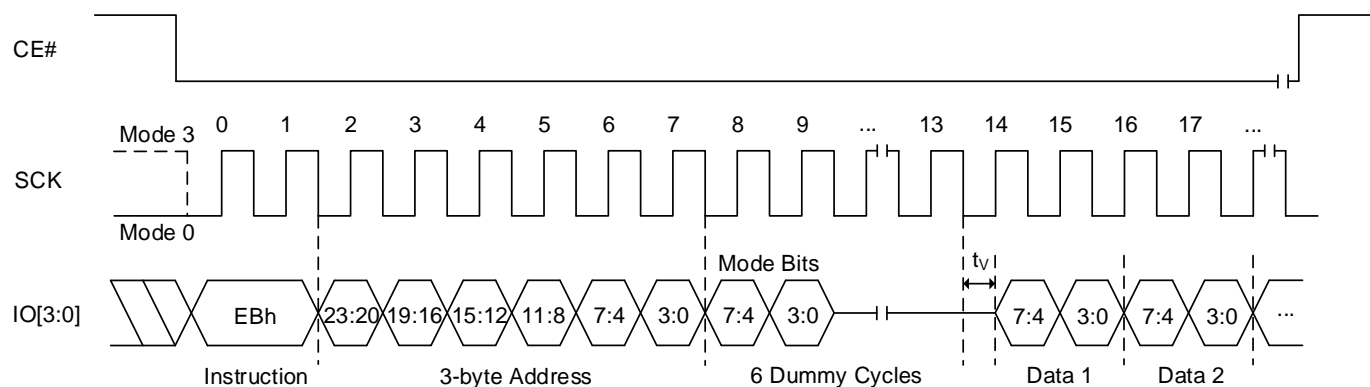 CE#
0 1 2 3 4 5 6 7 8 9 ... 13 14 15 16 17 ...
Mode 3
SCK
Mode 0
Mode Bits
tV
IO[3:0]
EBh 23:20 19:16 15:12 11:8 7:4 3:0 7:4 3:0 7:4 3:0 7:4 3:0 ...
Instruction 3-byte Address 6 Dummy Cycles Data 1 Data 2